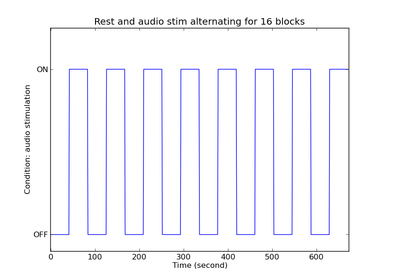 Rest and audio stim alternating for 16 blocks
ON
Condition: audio stimulation
OFF
0 100 200 300 400 500 600
Time (second)